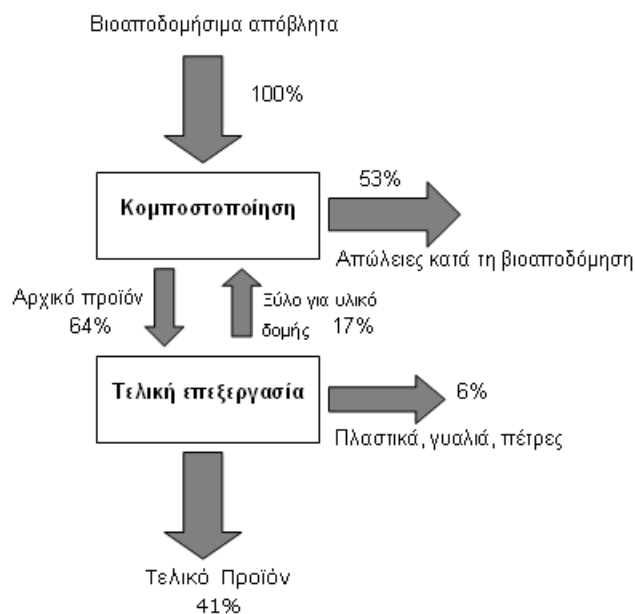 Βιοαποδομήσιμα απόβλητα
100%
53%
Κομποστοποίηση
Απώλειες κατά τη βιοαποδόμηση
Αρχικό προϊόν
64%
Ξύλο για υλικό
δομής 17%
Τελική επεξεργασία
6%
Πλαστικά, γυαλιά, πέτρες
Τελικό Προϊόν
41%